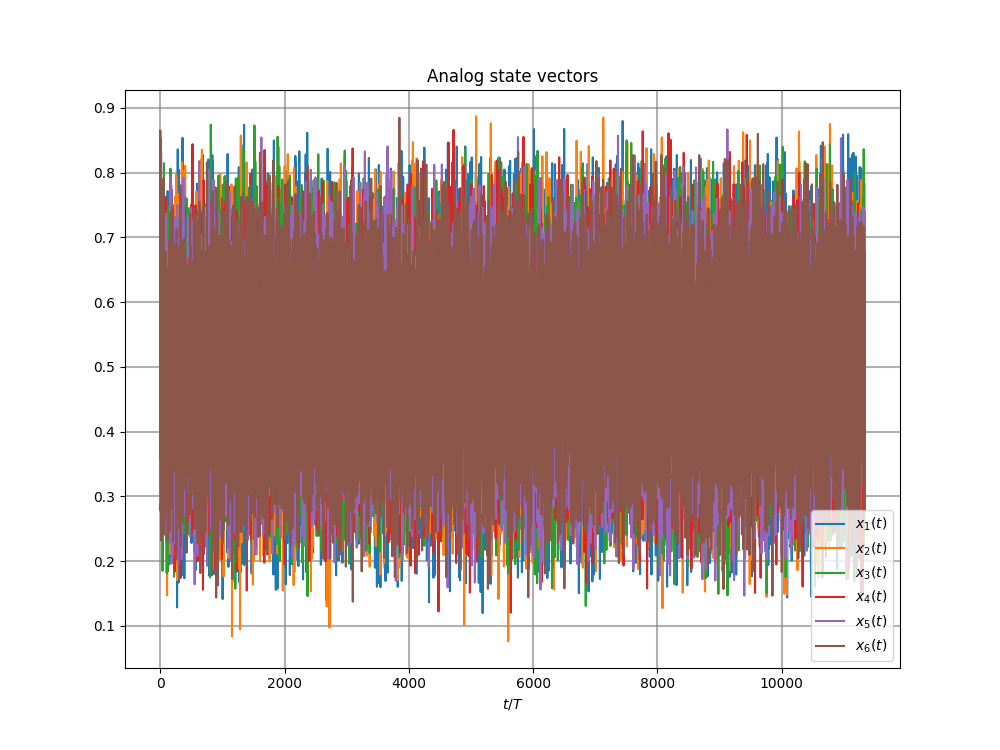 Analog state vectors
0.9
0.8
0.7
0.6
0.5
0.4
0.3
0.2
0.1
0 2000 4000 6000 8000 10000
t/T
x₁(t)
x₂(t)
x₃(t)
x₄(t)
x₅(t)
x₆(t)